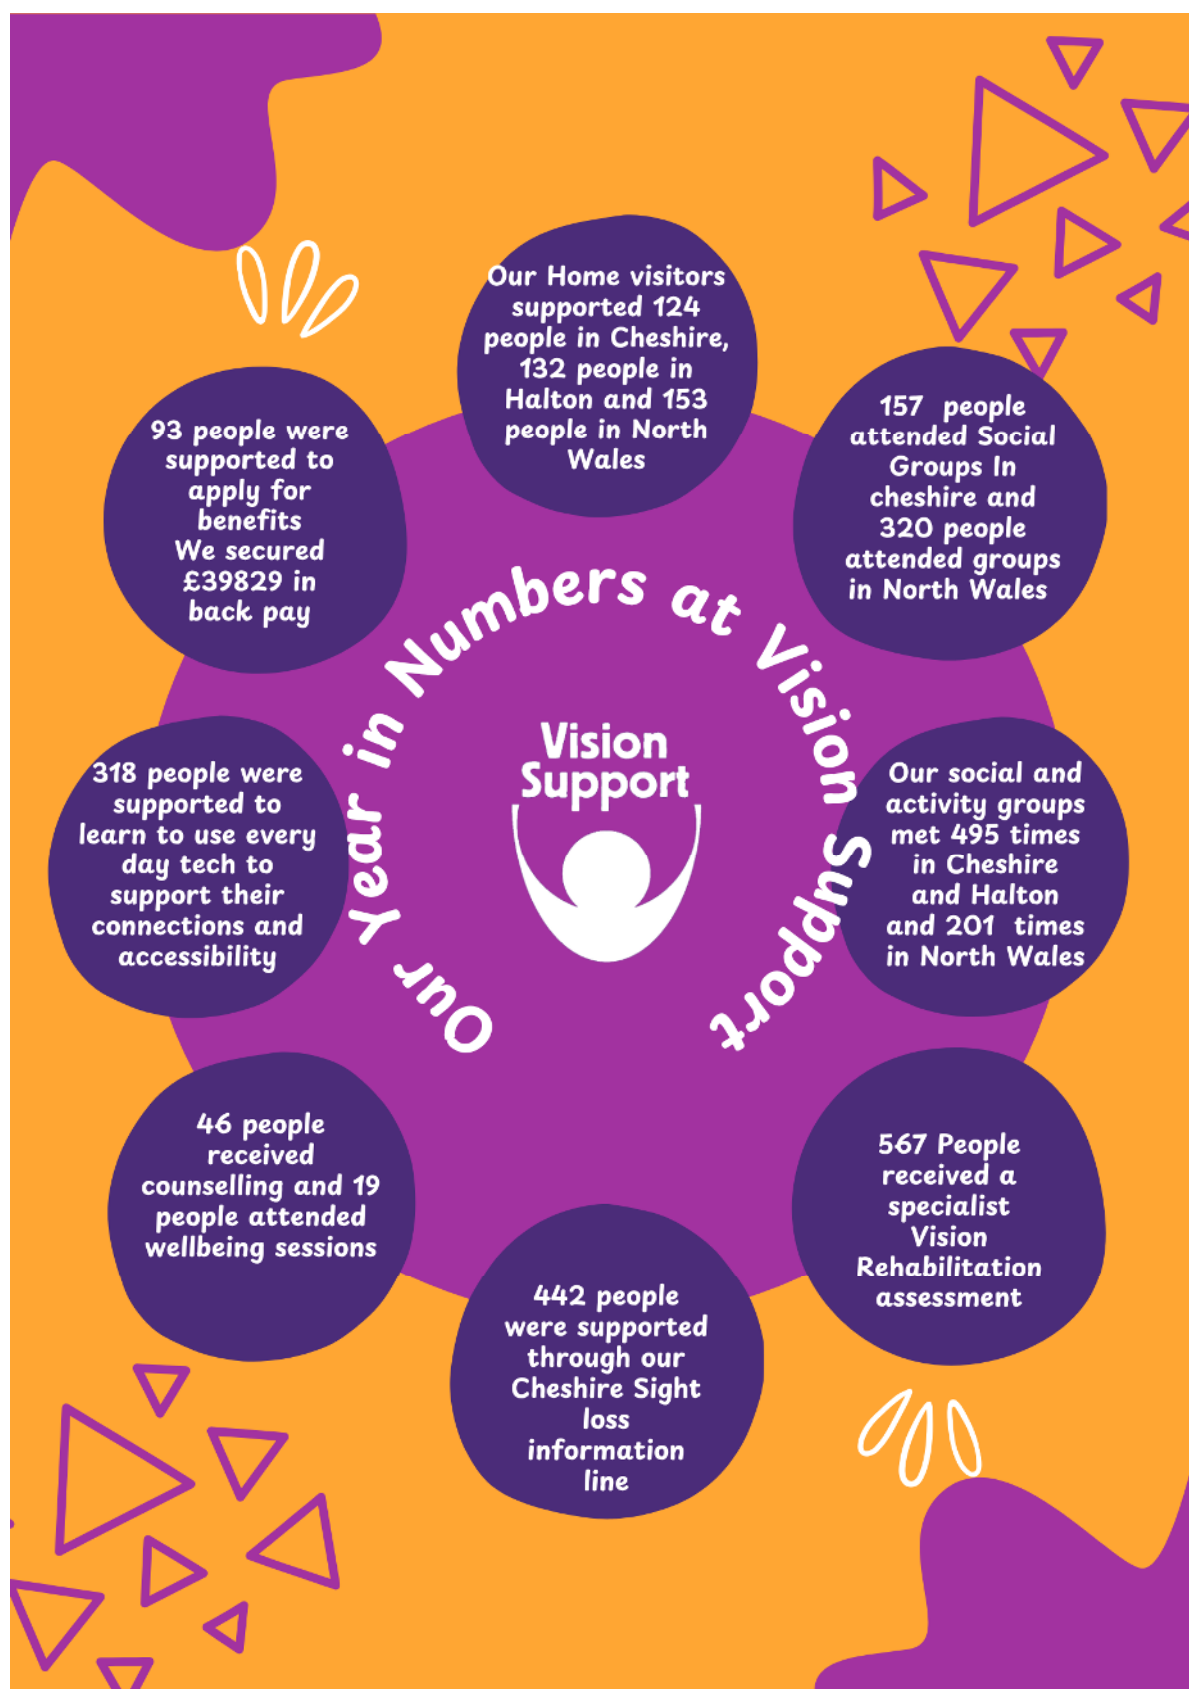 Our Home visitors
supported 124
people in Cheshire,
132 people in
Halton and 153
people in North
Wales
157 people
attended Social
Groups In
cheshire and
320 people
attended groups
in North Wales
Our social and
activity groups
met 495 times
in Cheshire
and Halton
and 201 times
in North Wales
567 People
received a
specialist
Vision
Rehabilitation
assessment
442 people
were supported
through our
Cheshire Sight
loss
information
line
46 people
received
counselling and 19
people attended
wellbeing sessions
318 people were
supported to
learn to use every
day tech to
support their
connections and
accessibility
93 people were
supported to
apply for
benefits
We secured
£39829 in
back pay
Our Year in Numbers at Vision Support
Vision
Support